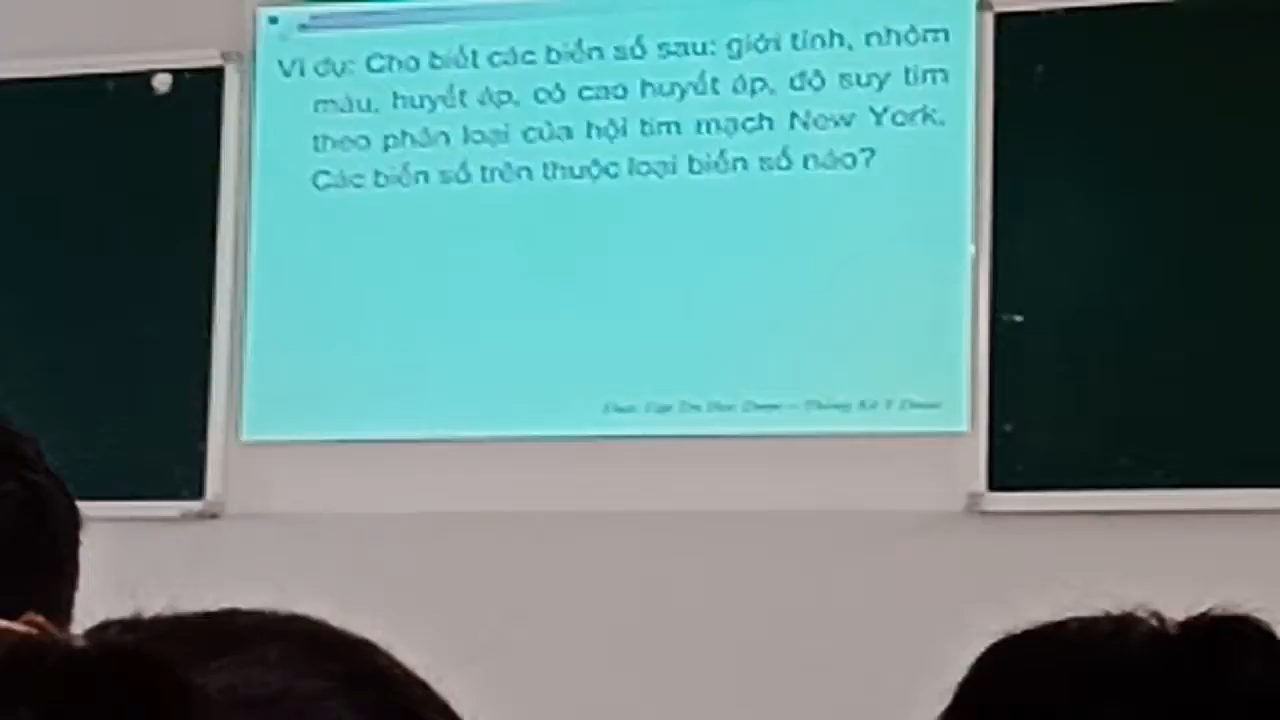 Ví dụ: Cho biết các biến số sau: giới tính, nhóm
máu, huyết áp, có cao huyết áp, độ suy tim
theo phân loại của hội tim mạch New York.
Các biến số trên thuộc loại biến số nào?